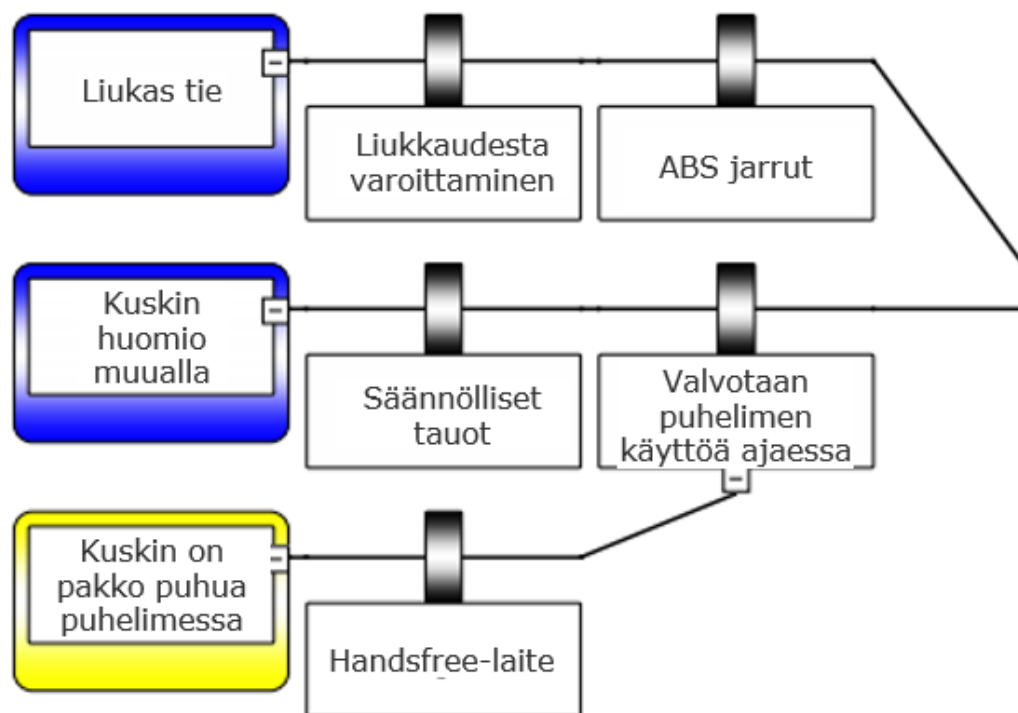 Liukas tie
Liukkaudesta
varoittaminen
ABS jarrut
Kuskin
huomio
muualla
Säännölliset
tauot
Valvotaan
puhelimen
käyttöä ajaessa
Kuskin on
pakko puhua
puhelimessa
Handsfree-laite